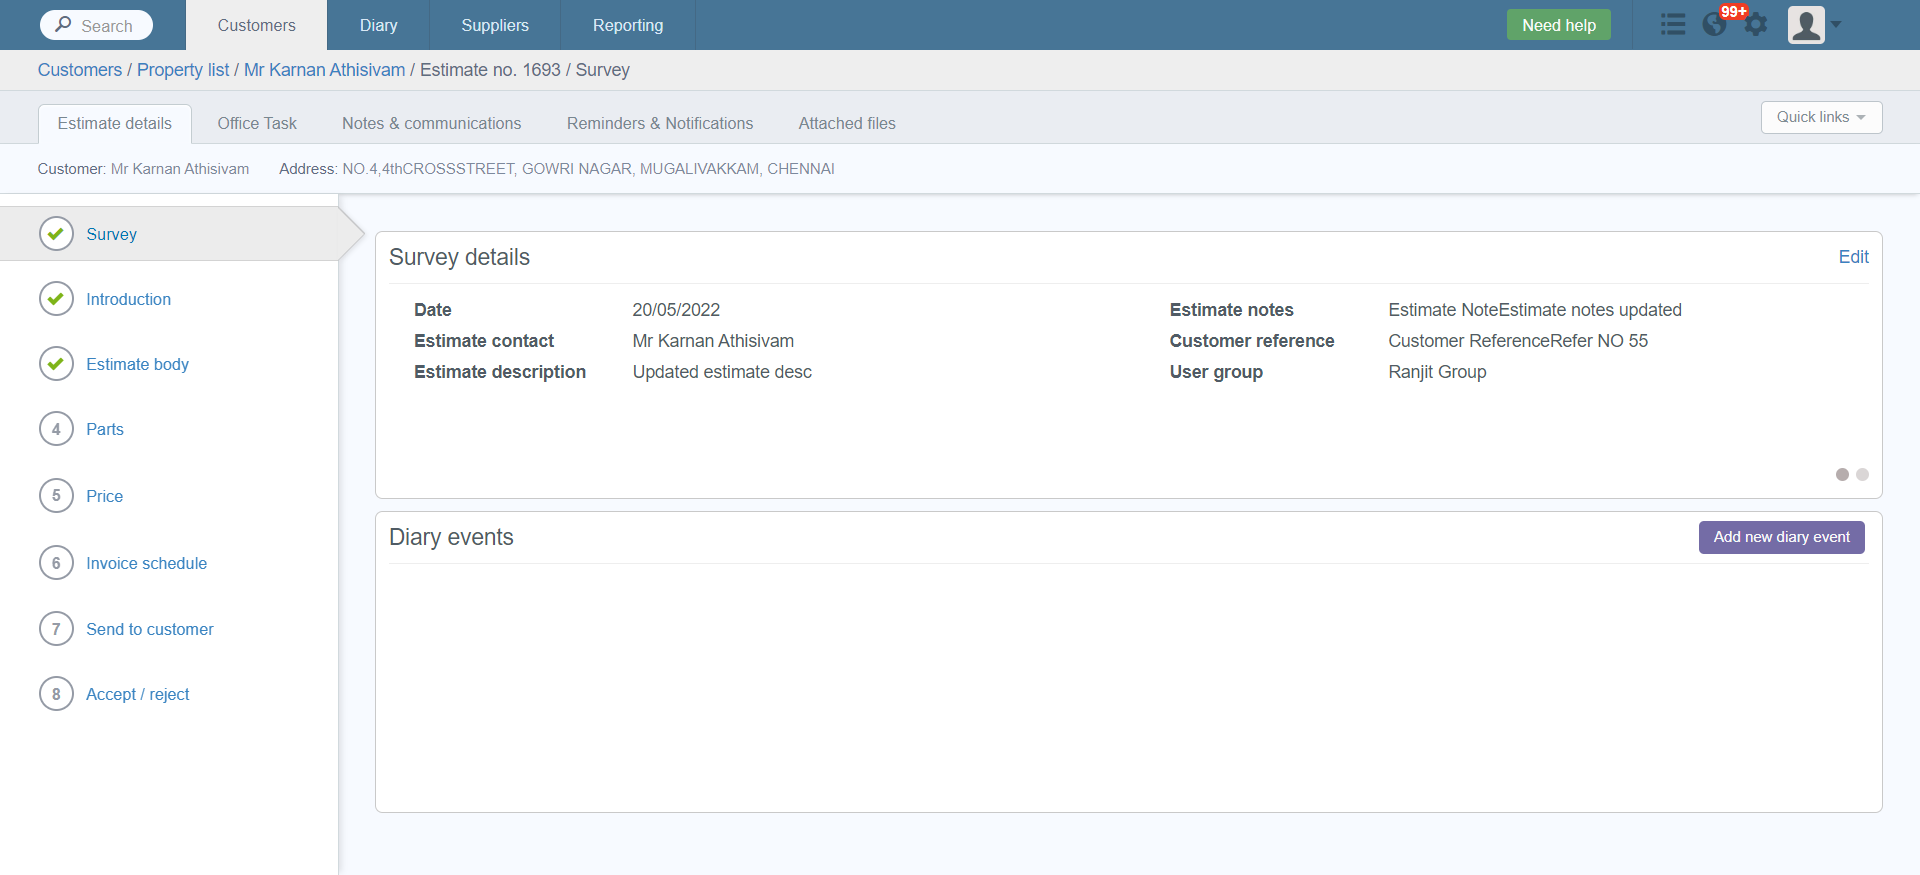 Search Customers Diary Suppliers Reporting Need help 99+
Customers / Property list / Mr Karnan Athisivam / Estimate no. 1693 / Survey
Estimate details Office Task Notes & communications Reminders & Notifications Attached files Quick links
Customer: Mr Karnan Athisivam Address: NO.4,4thCROSSSTREET, GOWRI NAGAR, MUGALIVAKKAM, CHENNAI
Survey
Introduction
Estimate body
4 Parts
5 Price
6 Invoice schedule
7 Send to customer
8 Accept / reject
Survey details Edit
Date 20/05/2022
Estimate contact Mr Karnan Athisivam
Estimate description Updated estimate desc
Estimate notes Estimate NoteEstimate notes updated
Customer reference Customer ReferenceRefer NO 55
User group Ranjit Group
Diary events Add new diary event